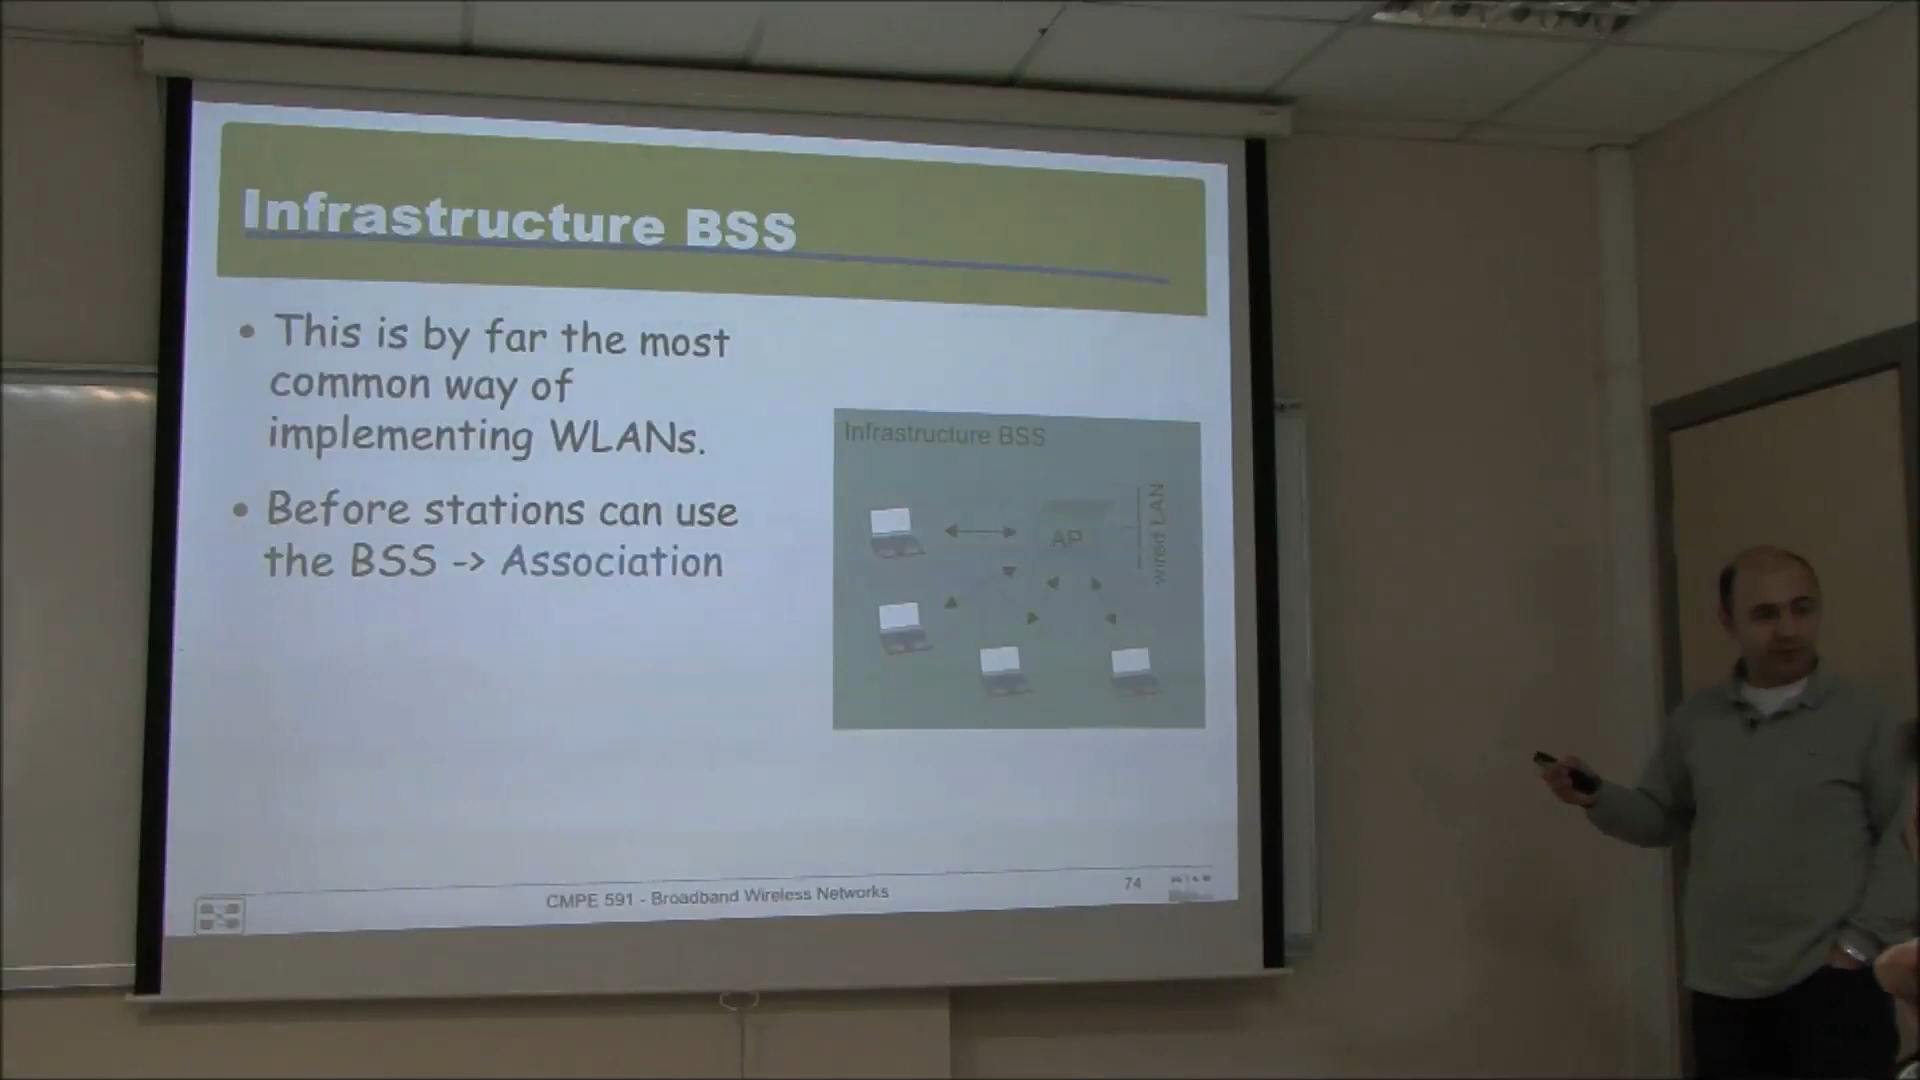 Infrastructure BSS
• This is by far the most
common way of
implementing WLANs.
• Before stations can use
the BSS -> Association
Infrastructure BSS
AP
wired LAN
CMPE 591 - Broadband Wireless Networks
74